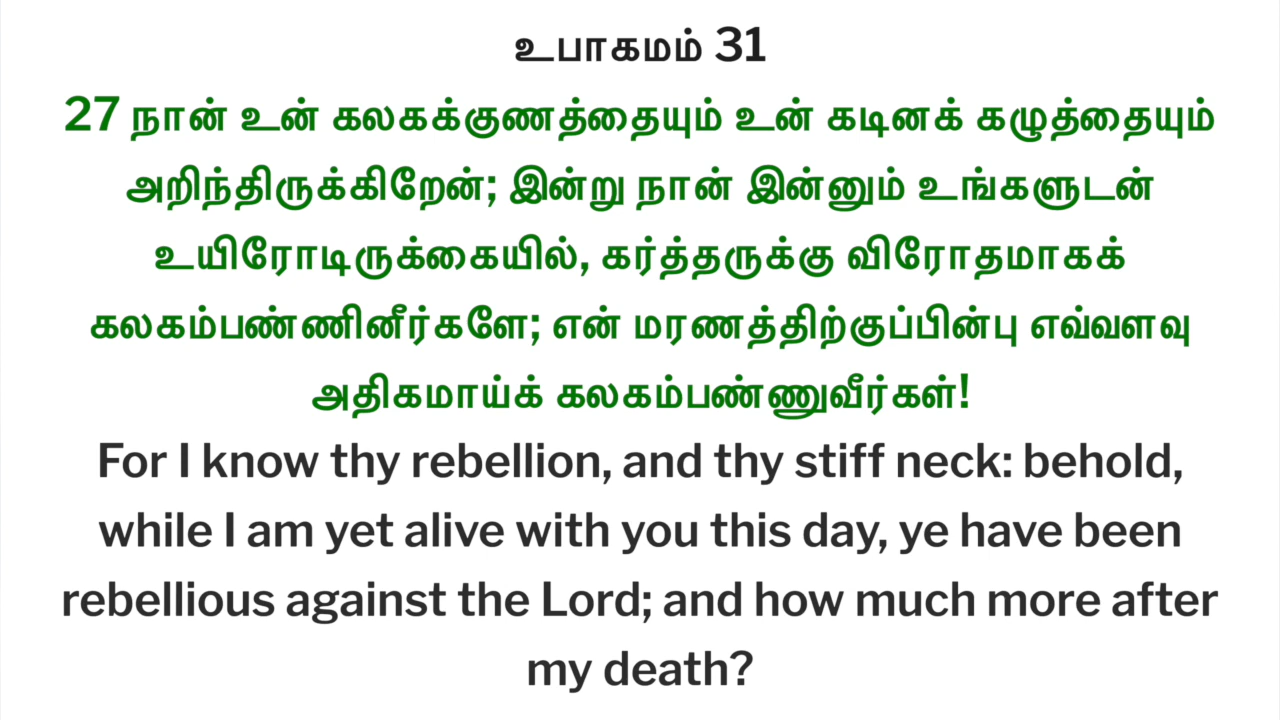 உபாகமம் 31
27 நான் உன் கலகக்குணத்தையும் உன் கடினக் கழுத்தையும்
அறிந்திருக்கிறேன்; இன்று நான் இன்னும் உங்களுடன்
உயிரோடிருக்கையில், கர்த்தருக்கு விரோதமாகக்
கலகம்பண்ணினீர்களே; என் மரணத்திற்குப்பின்பு எவ்வளவு
அதிகமாய்க் கலகம்பண்ணுவீர்கள்!
For I know thy rebellion, and thy stiff neck: behold,
while I am yet alive with you this day, ye have been
rebellious against the Lord; and how much more after
my death?